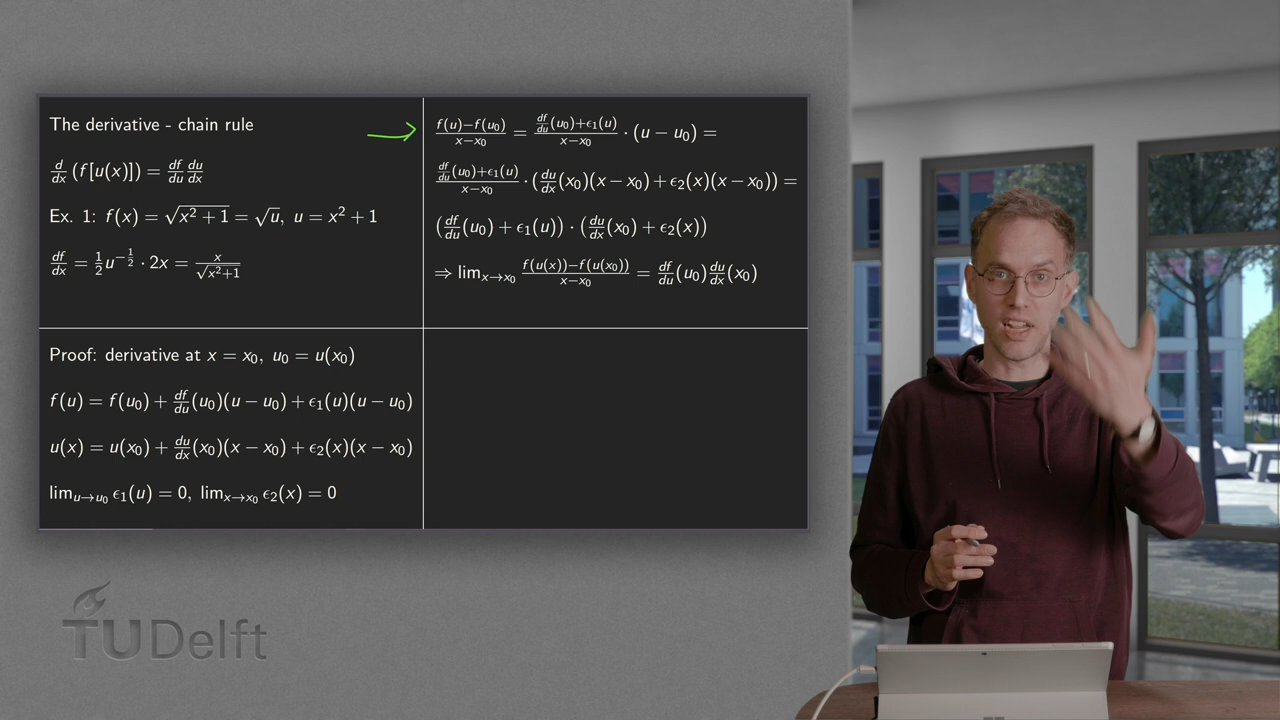 The derivative - chain rule
d/dx (f[u(x)]) = df/du du/dx
Ex. 1: f(x) = √(x² + 1) = √u, u = x² + 1
df/dx = 1/2 u^(-1/2) · 2x = x/√(x²+1)
Proof: derivative at x = x₀, u₀ = u(x₀)
f(u) = f(u₀) + df/du(u₀)(u − u₀) + ϵ₁(u)(u − u₀)
u(x) = u(x₀) + du/dx(x₀)(x − x₀) + ϵ₂(x)(x − x₀)
lim_{u→u₀} ϵ₁(u) = 0, lim_{x→x₀} ϵ₂(x) = 0
(f(u)−f(u₀))/(x−x₀) = (df/du(u₀)+ϵ₁(u))/(x−x₀) · (u − u₀) =
(df/du(u₀)+ϵ₁(u))/(x−x₀) · (du/dx(x₀)(x − x₀) + ϵ₂(x)(x − x₀)) =
(df/du(u₀) + ϵ₁(u)) · (du/dx(x₀) + ϵ₂(x))
⇒ lim_{x→x₀} (f(u(x))−f(u(x₀)))/(x−x₀) = df/du(u₀) du/dx(x₀)
TUDelft